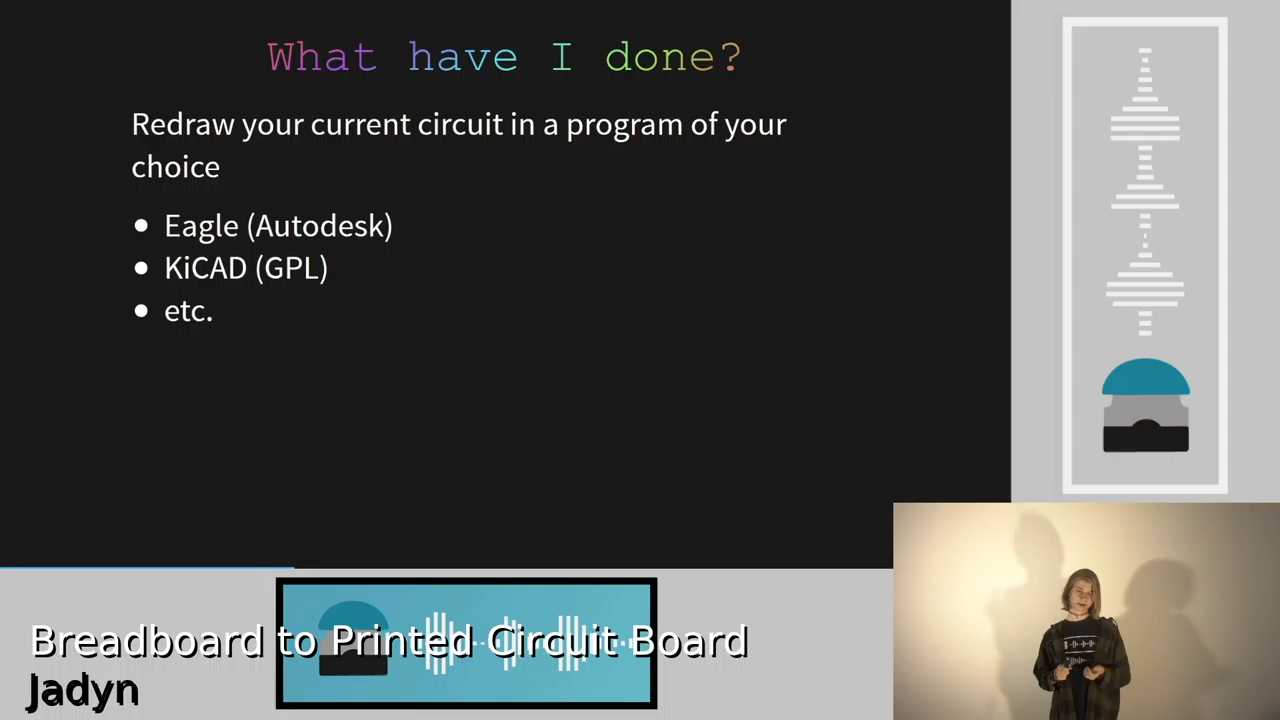 What have I done?
Redraw your current circuit in a program of your
choice
Eagle (Autodesk)
KiCAD (GPL)
etc.
Breadboard to Printed Circuit Board
Jadyn